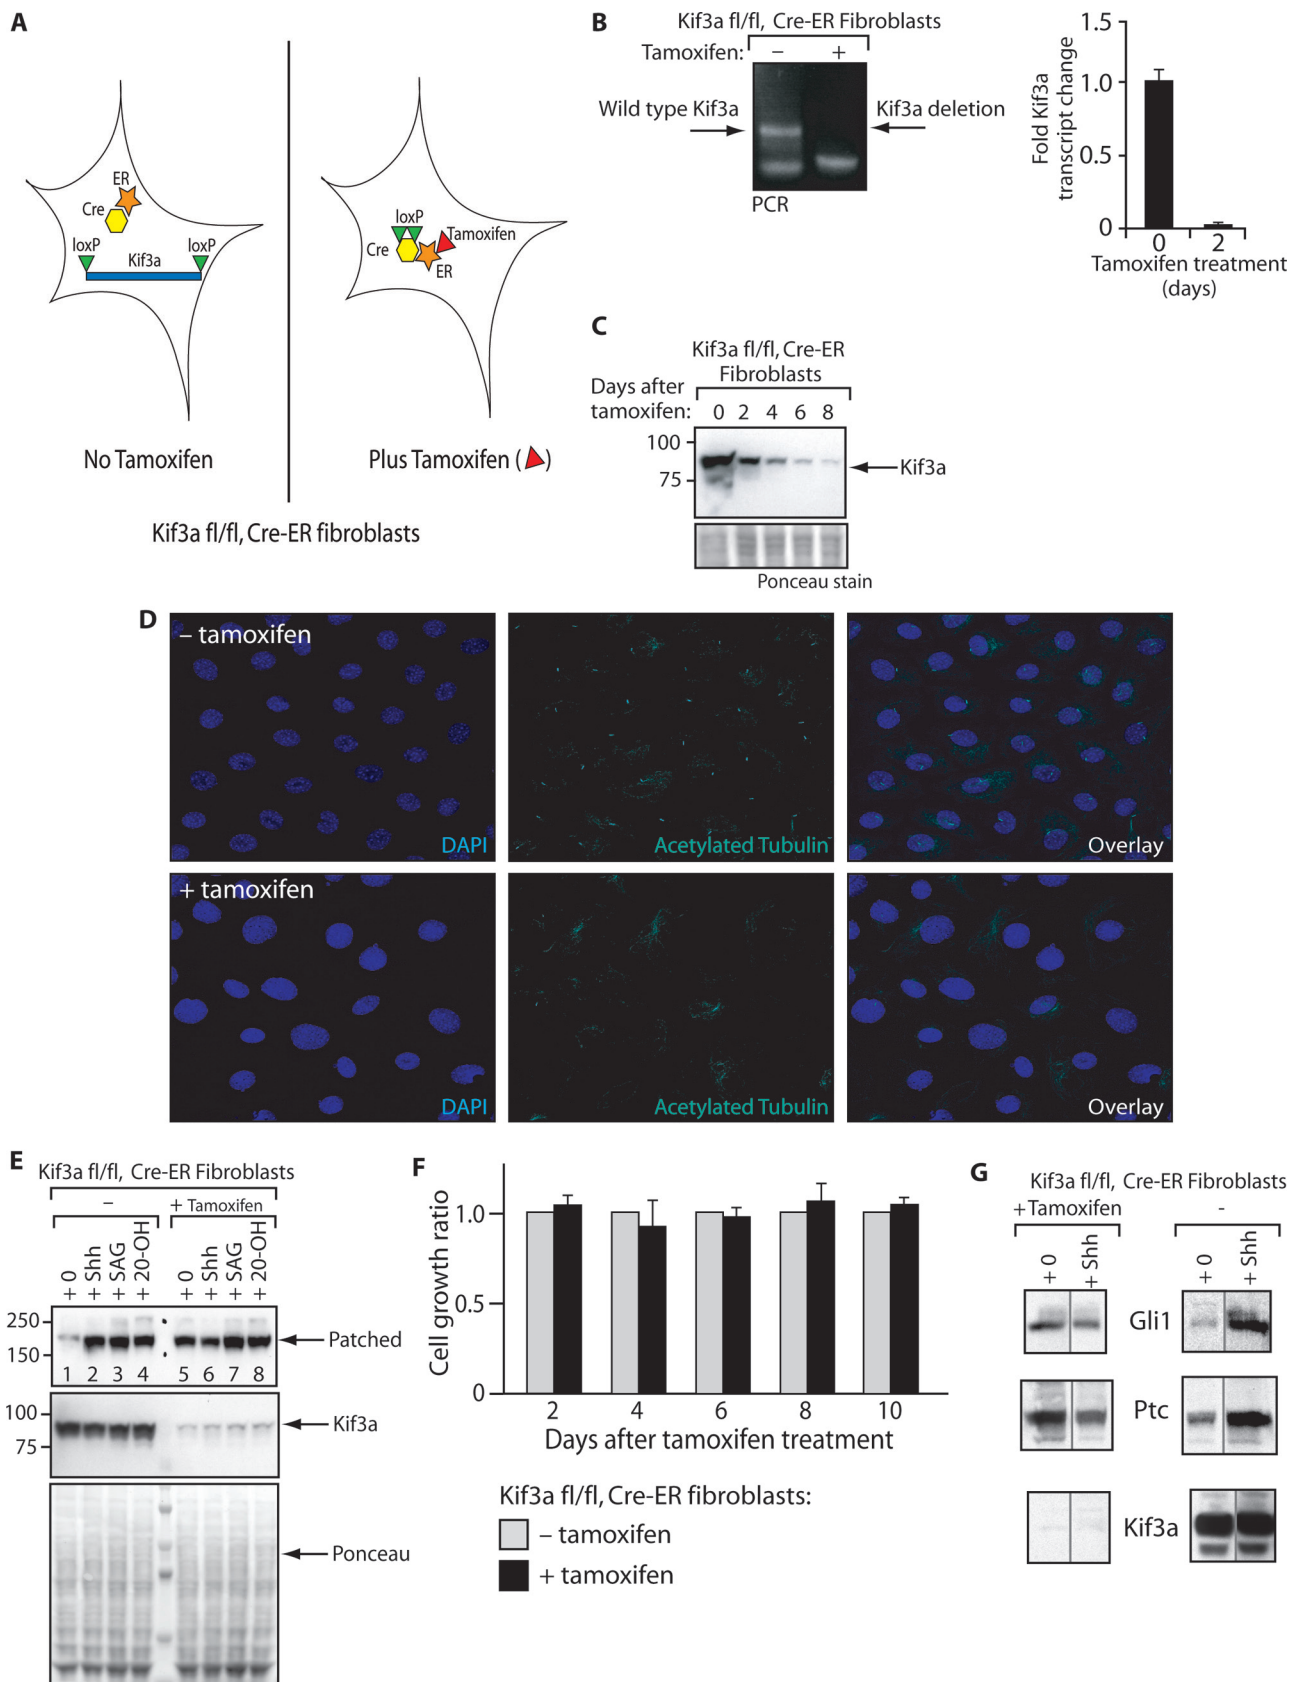 A
ER
Cre
loxP
loxP
Kif3a
No Tamoxifen
loxP
Tamoxifen
Cre
ER
Plus Tamoxifen ( )
Kif3a fl/fl, Cre-ER fibroblasts
B
Kif3a fl/fl, Cre-ER Fibroblasts
Tamoxifen: – +
Wild type Kif3a
Kif3a deletion
PCR
Fold Kif3a
transcript change
1.5
1.0
0.5
0
0 2
Tamoxifen treatment
(days)
C
Kif3a fl/fl, Cre-ER
Fibroblasts
Days after
tamoxifen: 0 2 4 6 8
100
75
Kif3a
Ponceau stain
D
– tamoxifen
DAPI
Acetylated Tubulin
Overlay
+ tamoxifen
DAPI
Acetylated Tubulin
Overlay
E
Kif3a fl/fl, Cre-ER Fibroblasts
– + Tamoxifen
+ 0
+ Shh
+ SAG
+ 20-OH
+ 0
+ Shh
+ SAG
+ 20-OH
250
150
1 2 3 4 5 6 7 8
Patched
100
75
Kif3a
Ponceau
F
Cell growth ratio
1.0
0.5
0
2 4 6 8 10
Days after tamoxifen treatment
Kif3a fl/fl, Cre-ER fibroblasts:
– tamoxifen
+ tamoxifen
G
Kif3a fl/fl, Cre-ER Fibroblasts
+ Tamoxifen -
+ 0
+ Shh
+ 0
+ Shh
Gli1
Ptc
Kif3a